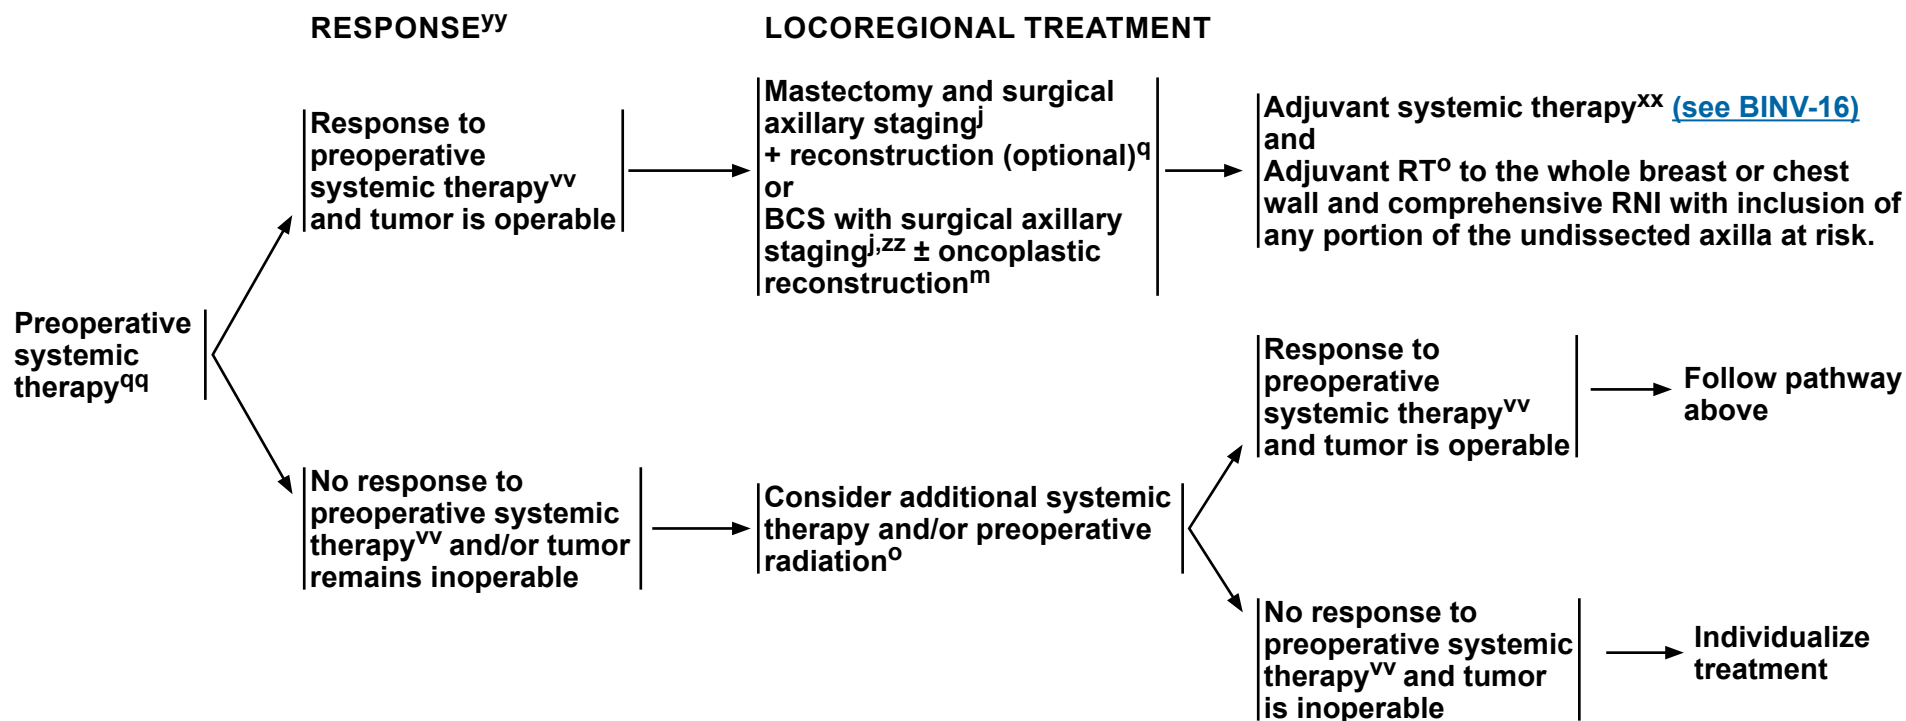 RESPONSEyy
LOCOREGIONAL TREATMENT
Preoperative
systemic
therapyqq
Response to
preoperative
systemic therapyvv
and tumor is operable
Mastectomy and surgical
axillary stagingj
+ reconstruction (optional)q
or
BCS with surgical axillary
stagingj,zz ± oncoplastic
reconstructionm
Adjuvant systemic therapyxx (see BINV-16)
and
Adjuvant RTo to the whole breast or chest
wall and comprehensive RNI with inclusion of
any portion of the undissected axilla at risk.
No response to
preoperative systemic
therapyvv and/or tumor
remains inoperable
Consider additional systemic
therapy and/or preoperative
radiationo
Response to
preoperative
systemic therapyvv
and tumor is operable
Follow pathway
above
No response to
preoperative systemic
therapyvv and tumor
is inoperable
Individualize
treatment